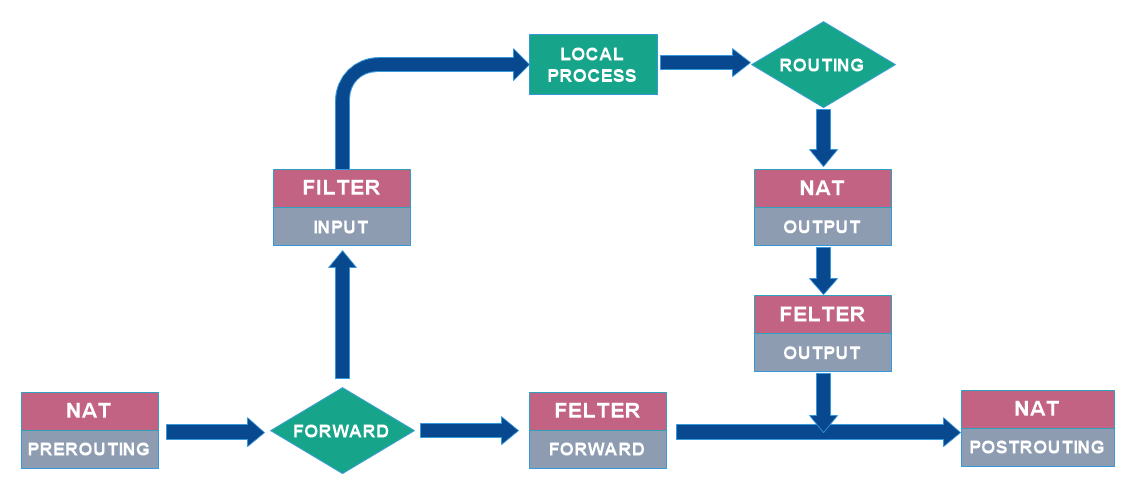 LOCAL
PROCESS
ROUTING
FILTER
INPUT
NAT
OUTPUT
FELTER
OUTPUT
NAT
PREROUTING
FORWARD
FELTER
FORWARD
NAT
POSTROUTING